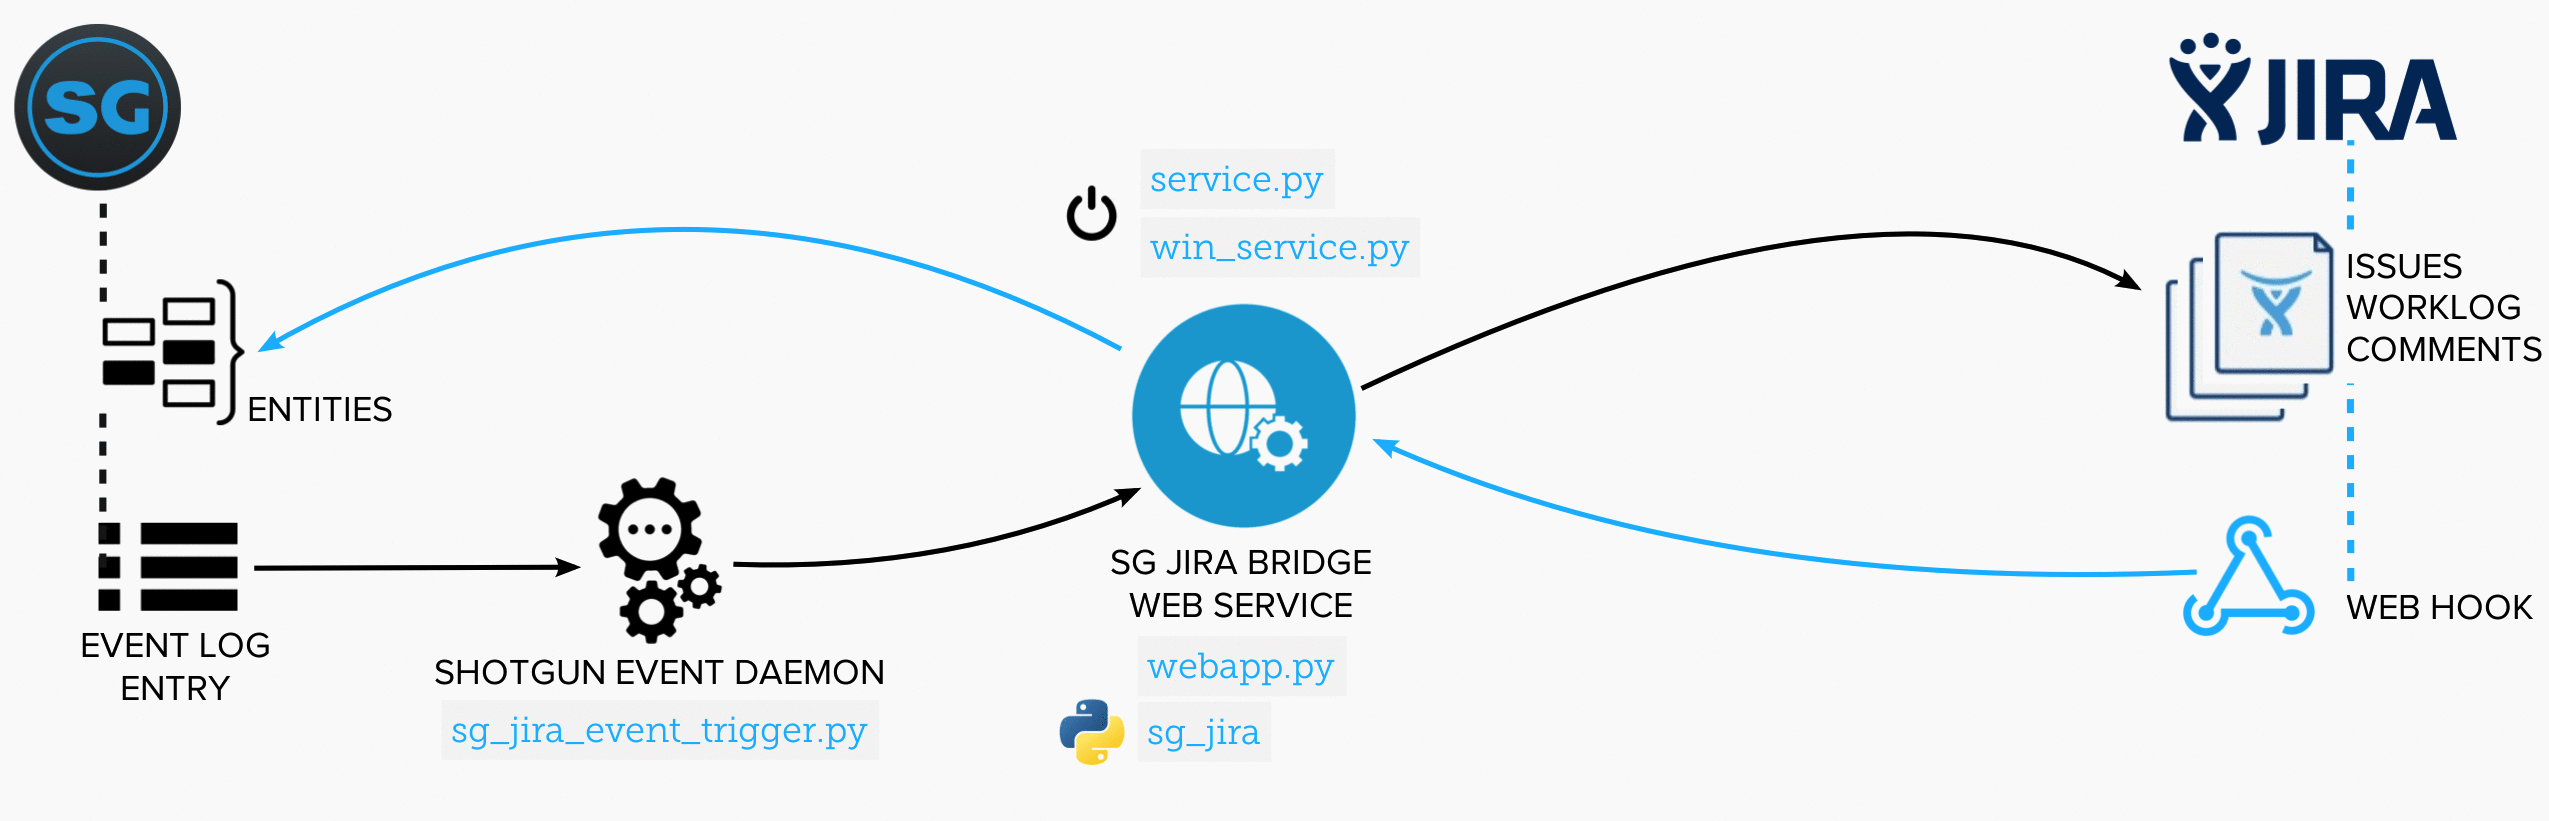 SG
JIRA
service.py
win_service.py
ISSUES
WORKLOG
COMMENTS
ENTITIES
SG JIRA BRIDGE
WEB SERVICE
WEB HOOK
EVENT LOG
ENTRY
SHOTGUN EVENT DAEMON
sg_jira_event_trigger.py
webapp.py
sg_jira